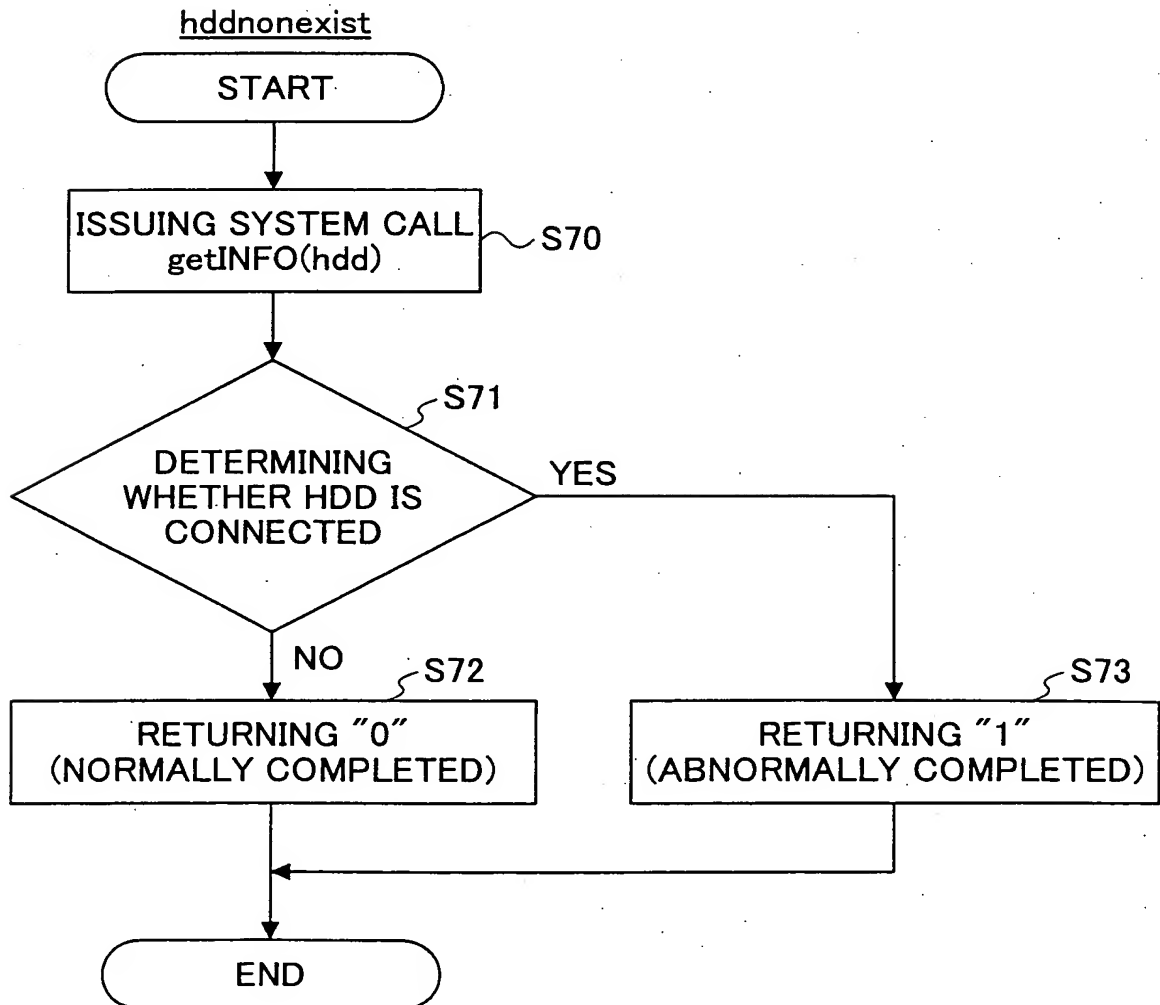 hddnonexist
START
ISSUING SYSTEM CALL
getINFO(hdd)
S70
S71
DETERMINING
WHETHER HDD IS
CONNECTED
YES
NO
S72
RETURNING "0"
(NORMALLY COMPLETED)
S73
RETURNING "1"
(ABNORMALLY COMPLETED)
END